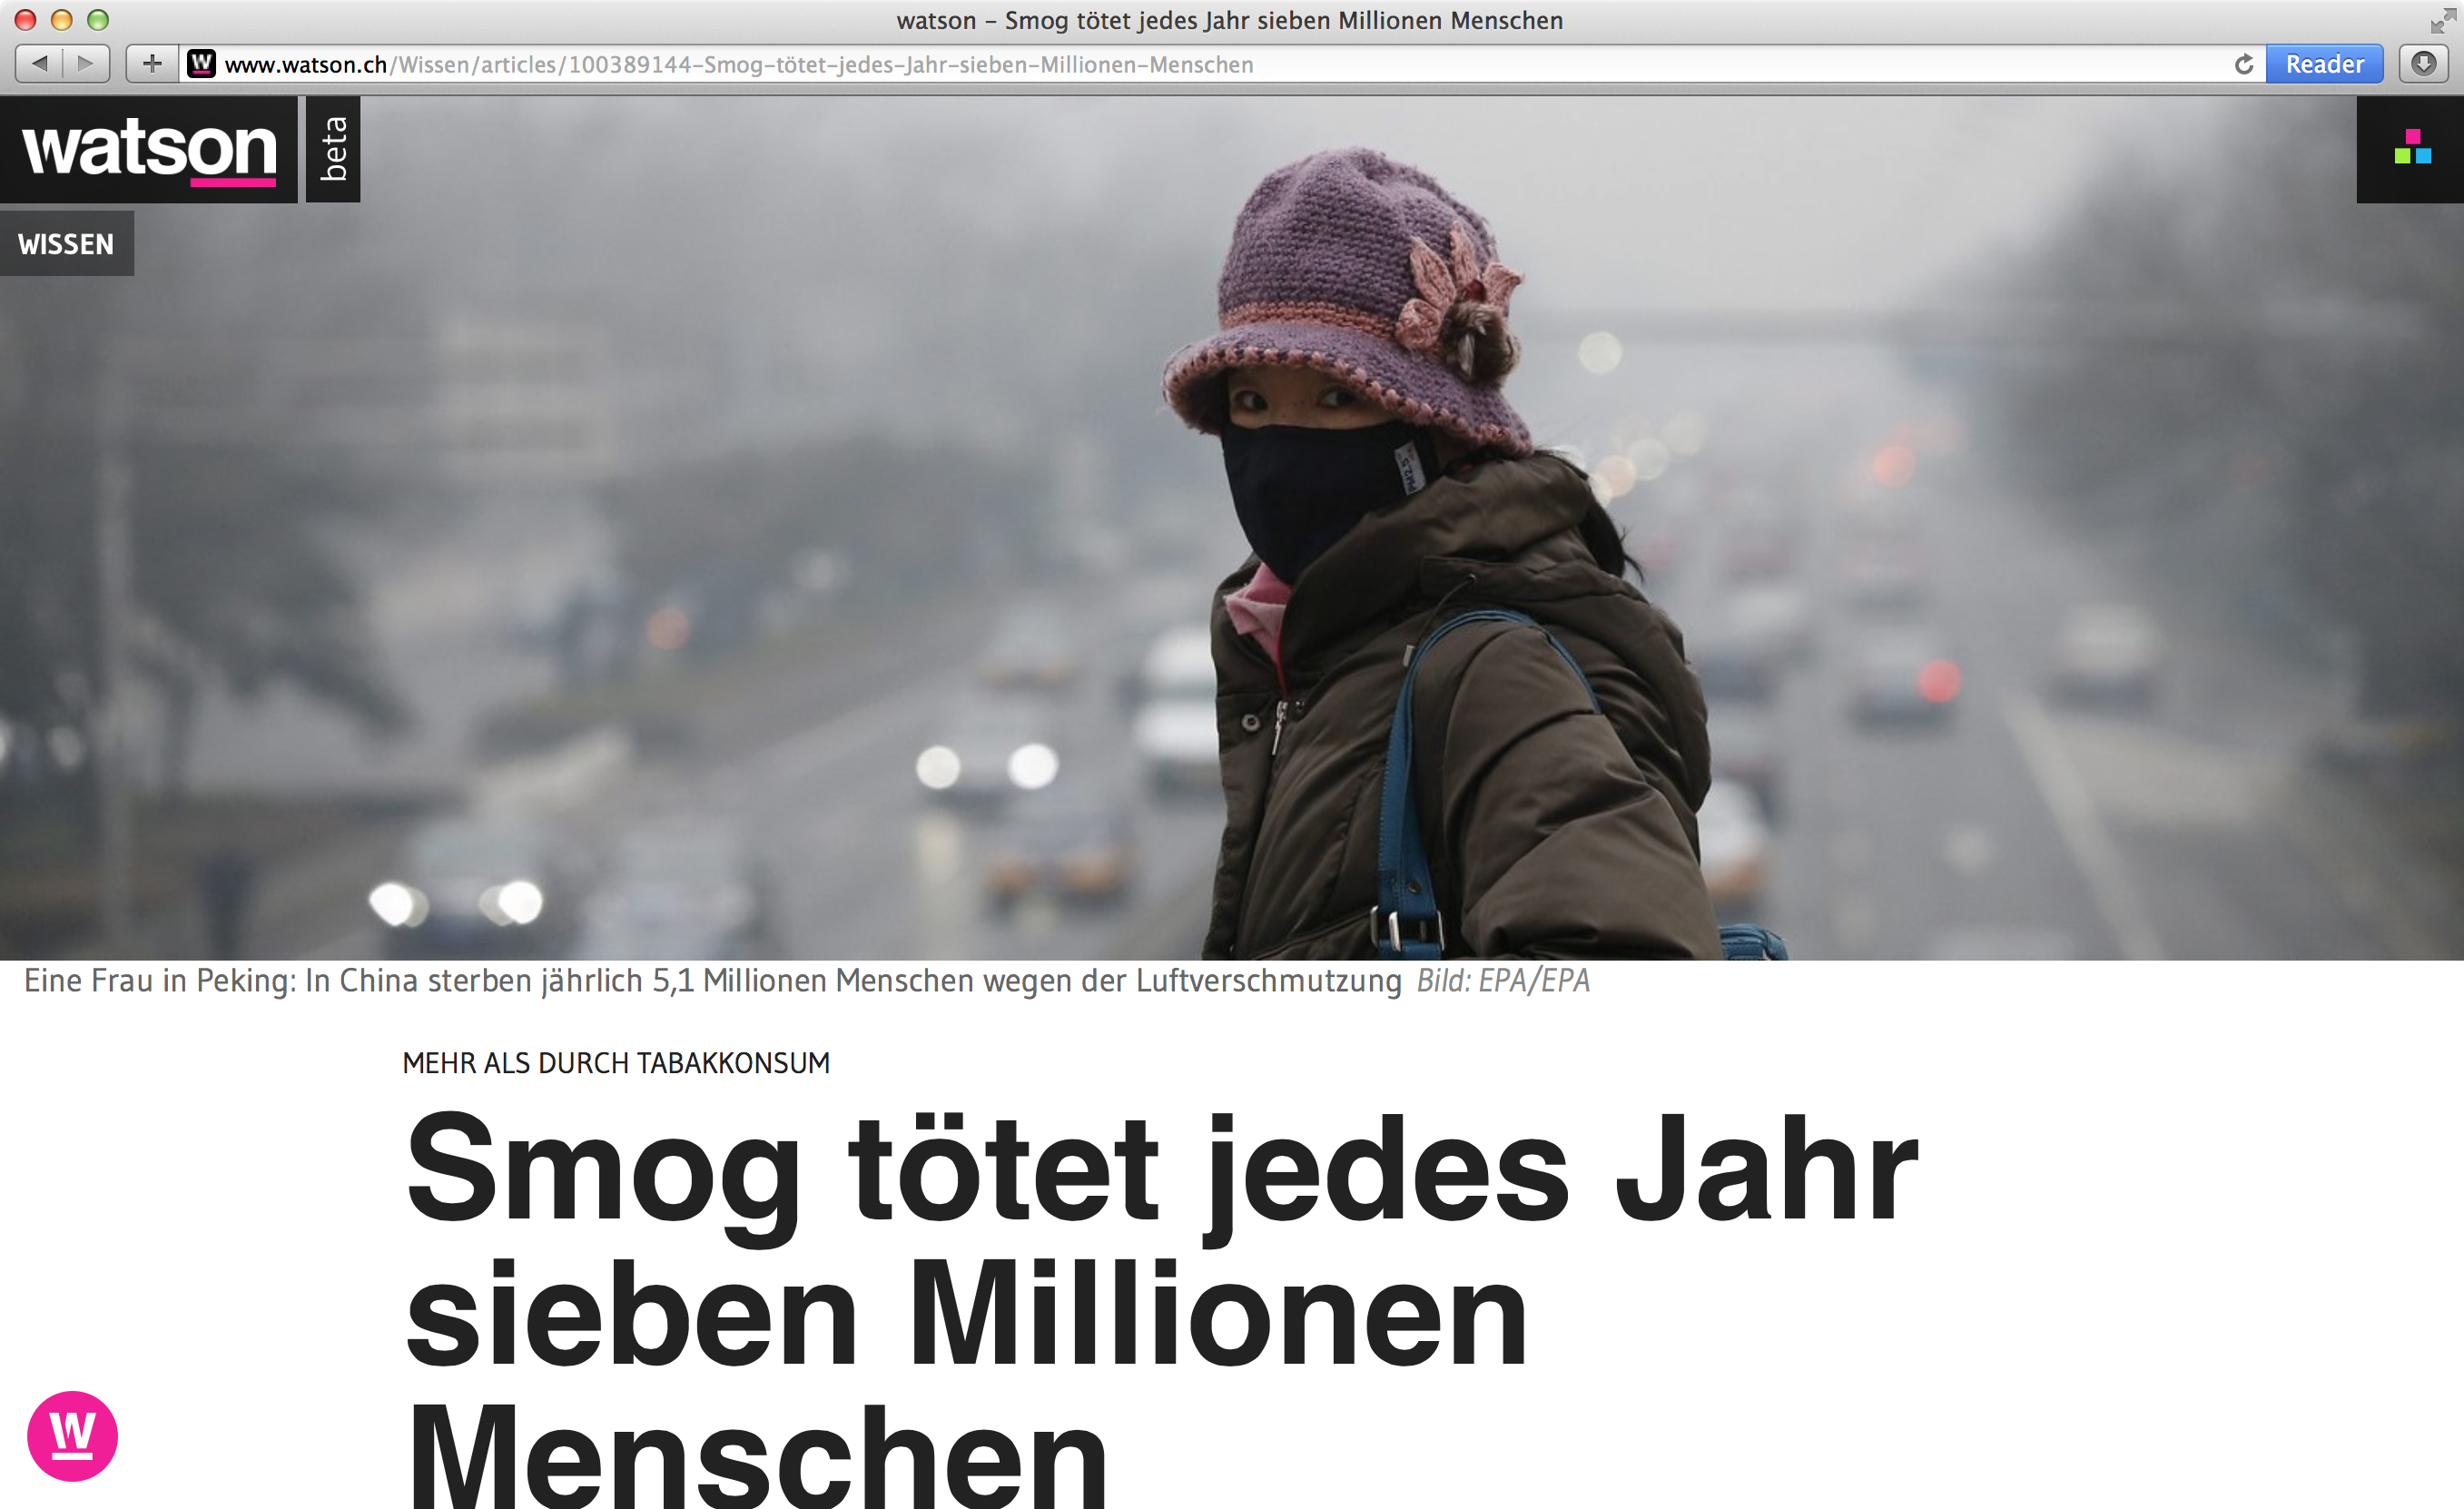 watson – Smog tötet jedes Jahr sieben Millionen Menschen
www.watson.ch/Wissen/articles/100389144-Smog-tötet-jedes-Jahr-sieben-Millionen-Menschen
Reader
watson
beta
WISSEN
PM2.5
Eine Frau in Peking: In China sterben jährlich 5,1 Millionen Menschen wegen der Luftverschmutzung Bild: EPA/EPA
MEHR ALS DURCH TABAKKONSUM
Smog tötet jedes Jahr
sieben Millionen
Menschen
W